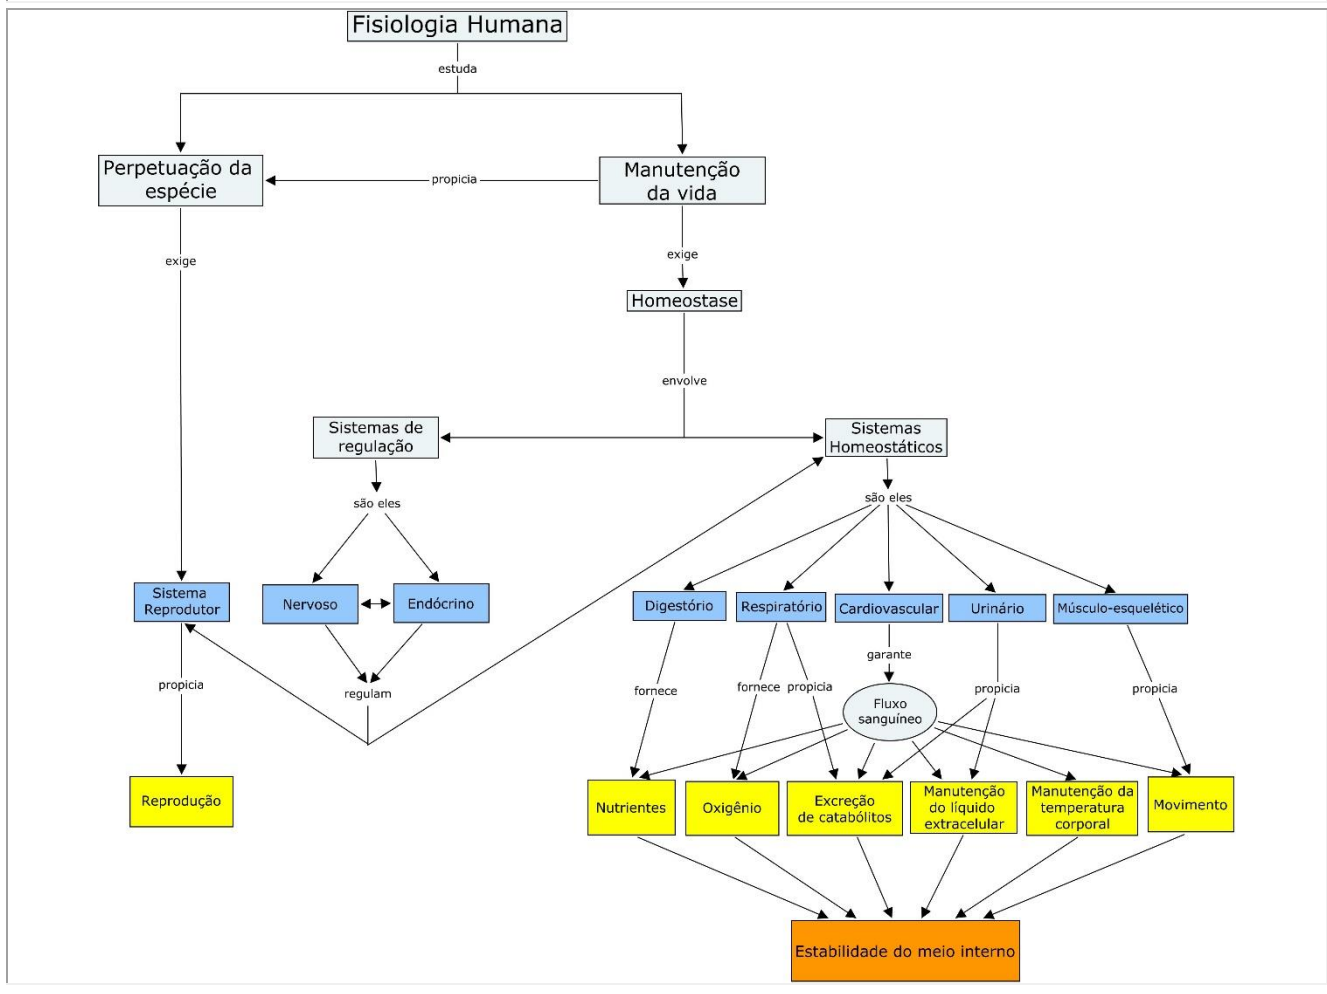 Fisiologia Humana
estuda
Perpetuação da
espécie
propicia
Manutenção
da vida
exige
exige
Homeostase
envolve
Sistemas de
regulação
Sistemas
Homeostáticos
são eles
são eles
Sistema
Reprodutor
Nervoso
Endócrino
Digestório
Respiratório
Cardiovascular
Urinário
Músculo-esquelético
garante
propicia
regulam
fornece
fornece
propicia
Fluxo
sanguíneo
propicia
propicia
Reprodução
Nutrientes
Oxigênio
Excreção
de catabólitos
Manutenção
do líquido
extracelular
Manutenção da
temperatura
corporal
Movimento
Estabilidade do meio interno